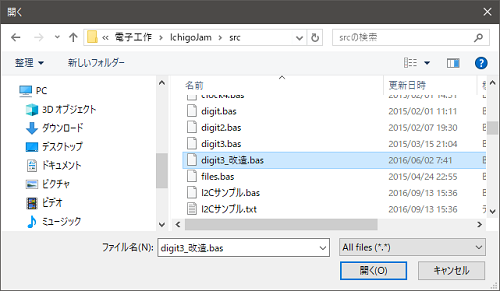 開く
電子工作 › IchigoJam › src
srcの検索
整理
新しいフォルダー
PC
3D オブジェクト
ダウンロード
デスクトップ
ドキュメント
ピクチャ
ビデオ
ミュージック
名前 更新日時
clock4.bas 2015/02/01 14:31
digit.bas 2015/02/01 11:11
digit2.bas 2015/02/07 19:30
digit3.bas 2015/03/15 21:04
digit3_改造.bas 2016/06/02 7:41
files.bas 2015/04/24 22:55
I2Cサンプル.bas 2016/09/13 15:36
I2Cサンプル.txt 2016/09/13 15:36
ファイル名(N): digit3_改造.bas
All files (*.*)
開く(O)
キャンセル